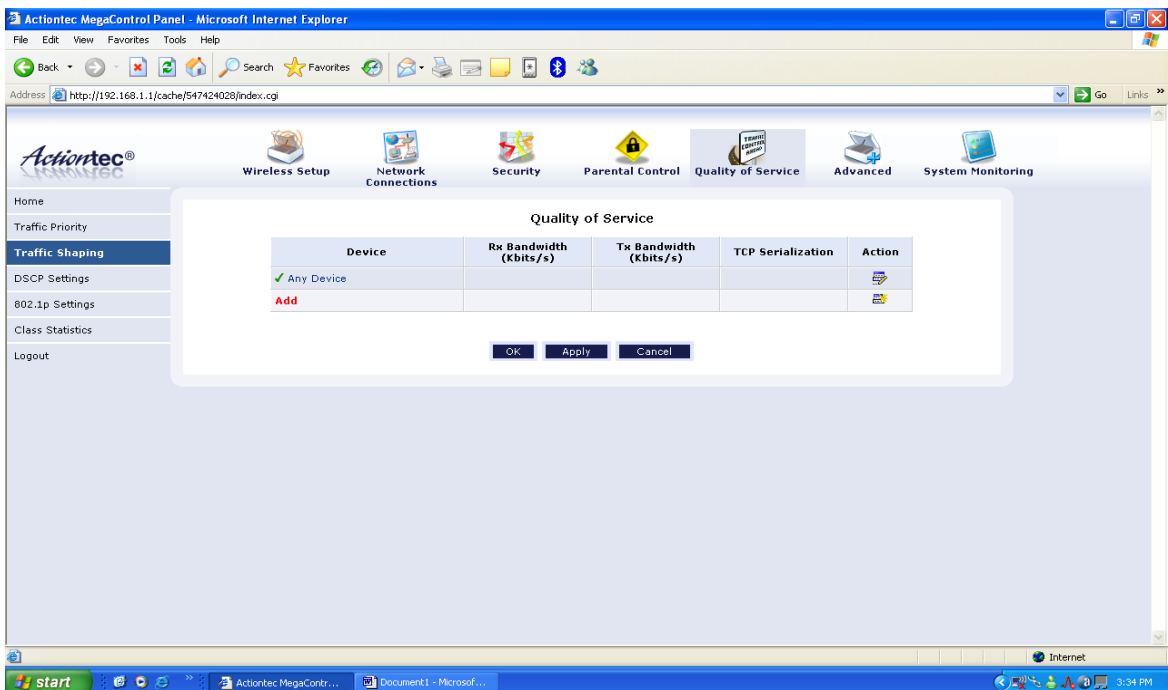 Actiontec MegaControl Panel - Microsoft Internet Explorer
File Edit View Favorites Tools Help
Back Search Favorites
Address http://192.168.1.1/cache/547424028/index.cgi Go Links »
Actiontec®
TRAFFIC CONTROL AHEAD
Wireless Setup Network Connections Security Parental Control Quality of Service Advanced System Monitoring
Home
Traffic Priority
Traffic Shaping
DSCP Settings
802.1p Settings
Class Statistics
Logout
Quality of Service
Device Rx Bandwidth (Kbits/s) Tx Bandwidth (Kbits/s) TCP Serialization Action
✓ Any Device
Add
OK Apply Cancel
Internet
start » Actiontec MegaContr... Document1 - Microsof... 3:34 PM